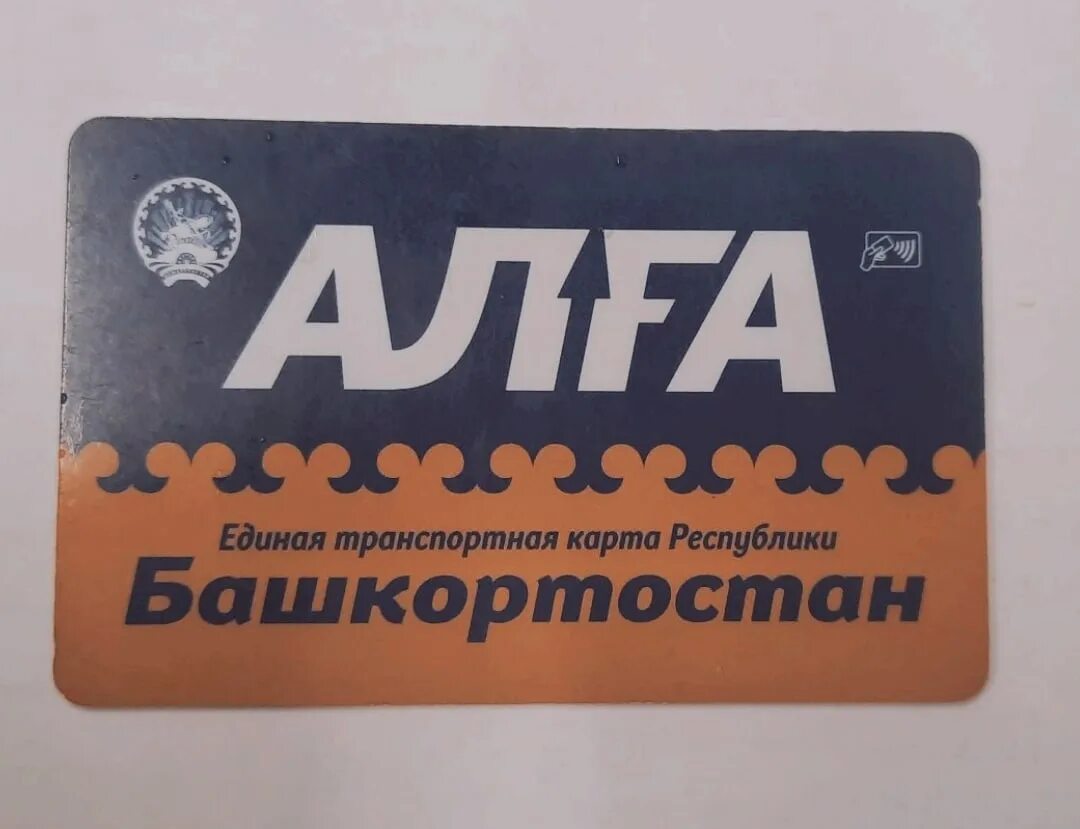 АЛҒА
Единая транспортная карта Республики
Башкортостан